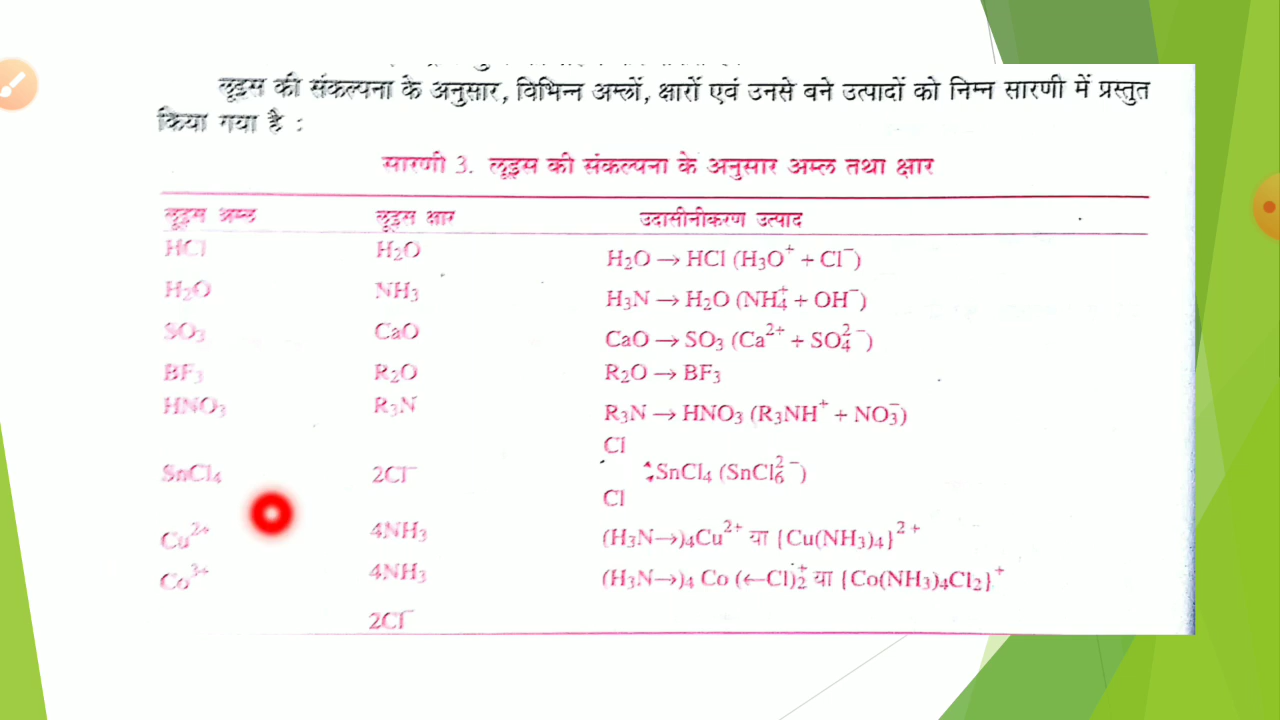 लूइस की संकल्पना के अनुसार, विभिन्न अम्लों, क्षारों एवं उनसे बने उत्पादों को निम्न सारणी में प्रस्तुत
किया गया है :
सारणी 3. लूइस की संकल्पना के अनुसार अम्ल तथा क्षार
लूइस अम्ल लूइस क्षार उदासीनीकरण उत्पाद
HCl H₂O H₂O → HCl (H₃O⁺ + Cl⁻)
H₂O NH₃ H₃N → H₂O (NH₄⁺ + OH⁻)
SO₃ CaO CaO → SO₃ (Ca²⁺ + SO₄²⁻)
BF₃ R₂O R₂O → BF₃
HNO₃ R₃N R₃N → HNO₃ (R₃NH⁺ + NO₃⁻)
Cl
SnCl₄ 2Cl⁻ SnCl₄ (SnCl₆²⁻)
Cl
Cu²⁺ 4NH₃ (H₃N→)₄Cu²⁺ या {Cu(NH₃)₄}²⁺
Co³⁺ 4NH₃ (H₃N→)₄ Co (←Cl)₂⁺ या {Co(NH₃)₄Cl₂}⁺
2Cl⁻